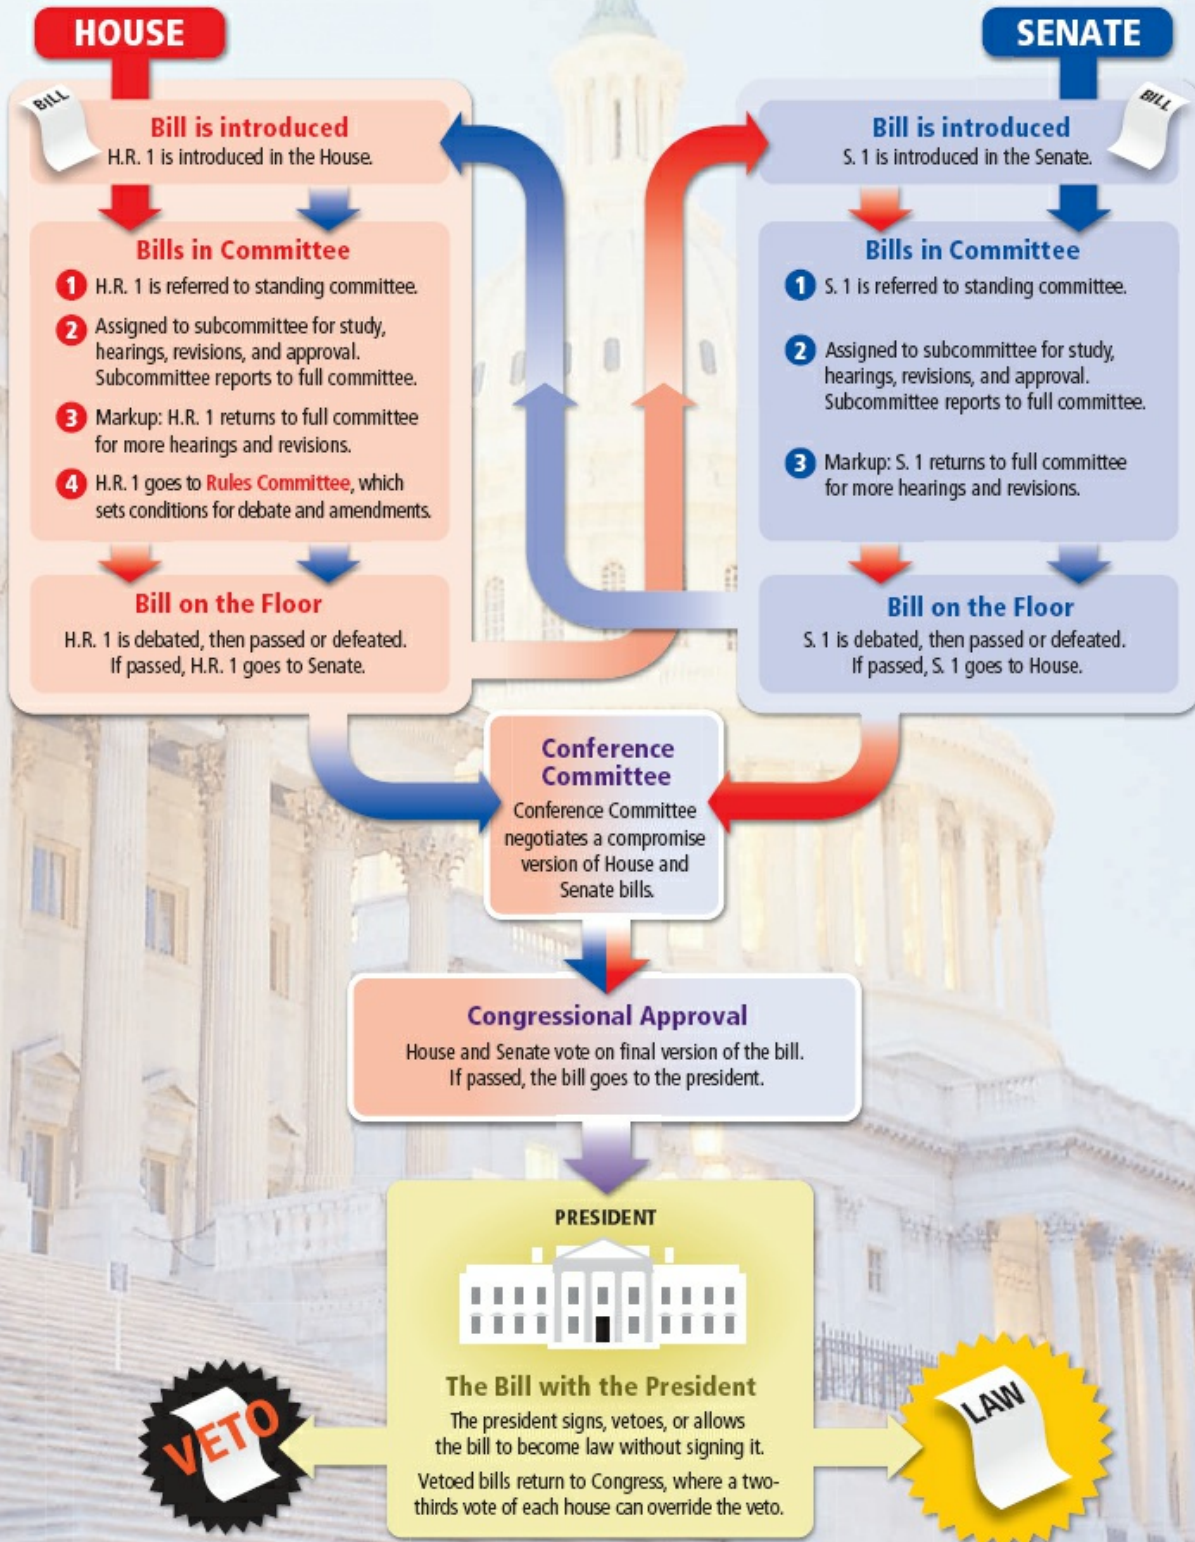 HOUSE
BILL
Bill is introduced
H.R. 1 is introduced in the House.
Bills in Committee
1 H.R. 1 is referred to standing committee.
2 Assigned to subcommittee for study,
hearings, revisions, and approval.
Subcommittee reports to full committee.
3 Markup: H.R. 1 returns to full committee
for more hearings and revisions.
4 H.R. 1 goes to Rules Committee, which
sets conditions for debate and amendments.
Bill on the Floor
H.R. 1 is debated, then passed or defeated.
If passed, H.R. 1 goes to Senate.
SENATE
BILL
Bill is introduced
S. 1 is introduced in the Senate.
Bills in Committee
1 S. 1 is referred to standing committee.
2 Assigned to subcommittee for study,
hearings, revisions, and approval.
Subcommittee reports to full committee.
3 Markup: S. 1 returns to full committee
for more hearings and revisions.
Bill on the Floor
S. 1 is debated, then passed or defeated.
If passed, S. 1 goes to House.
Conference
Committee
Conference Committee
negotiates a compromise
version of House and
Senate bills.
Congressional Approval
House and Senate vote on final version of the bill.
If passed, the bill goes to the president.
PRESIDENT
The Bill with the President
The president signs, vetoes, or allows
the bill to become law without signing it.
Vetoed bills return to Congress, where a two-
thirds vote of each house can override the veto.
VETO
LAW